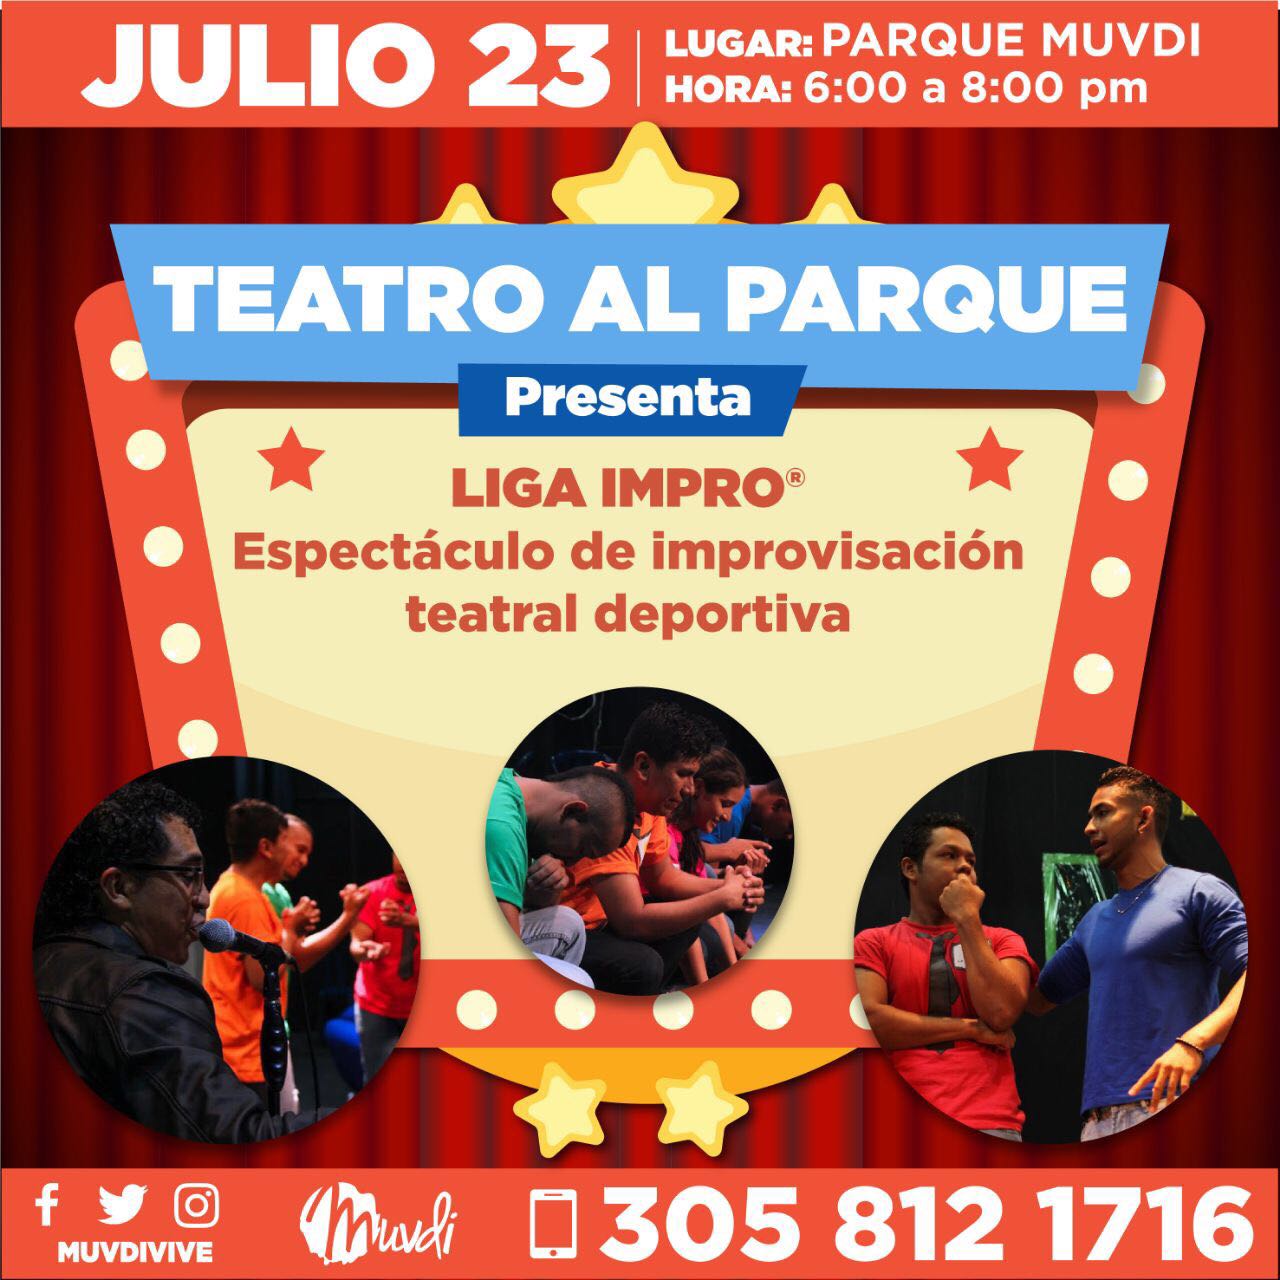 JULIO 23
LUGAR: PARQUE MUVDI
HORA: 6:00 a 8:00 pm
TEATRO AL PARQUE
Presenta
LIGA IMPRO®
Espectáculo de improvisación
teatral deportiva
MUVDIVIVE
Muvdi
305 812 1716